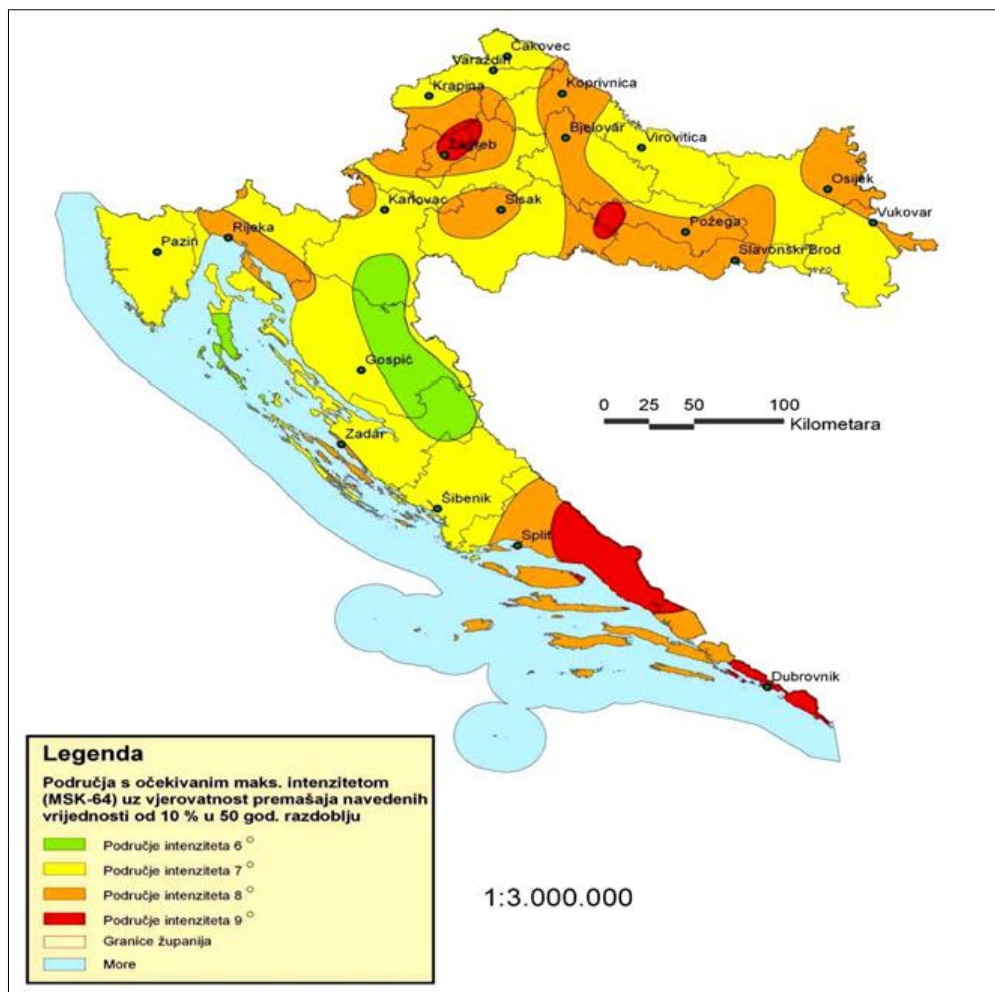 Čakovec
Varaždin
Krapina
Koprivnica
Bjelovar
Virovitica
Zagreb
Osijek
Karlovac
Sisak
Vukovar
Rijeka
Požega
Pazin
Slavonski Brod
Gospić
0 25 50 100
Kilometara
Zadar
Šibenik
Split
Dubrovnik
Legenda
Područja s očekivanim maks. intenzitetom
(MSK-64) uz vjerovatnost premašaja navedenih
vrijednosti od 10 % u 50 god. razdoblju
Područje intenziteta 6 °
Područje intenziteta 7 °
Područje intenziteta 8 °
Područje intenziteta 9 °
Granice županija
More
1:3.000.000